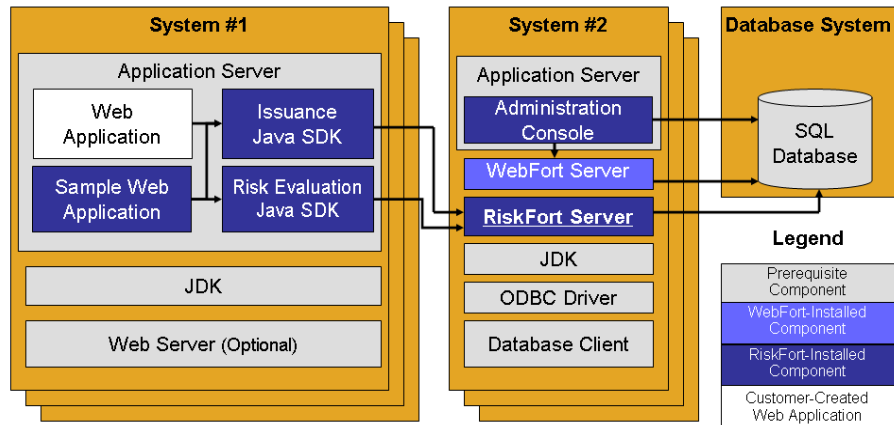 System #1
Application Server
Web
Application
Issuance
Java SDK
Sample Web
Application
Risk Evaluation
Java SDK
JDK
Web Server (Optional)
System #2
Application Server
Administration
Console
WebFort Server
RiskFort Server
JDK
ODBC Driver
Database Client
Database System
SQL
Database
Legend
Prerequisite
Component
WebFort-Installed
Component
RiskFort-Installed
Component
Customer-Created
Web Application